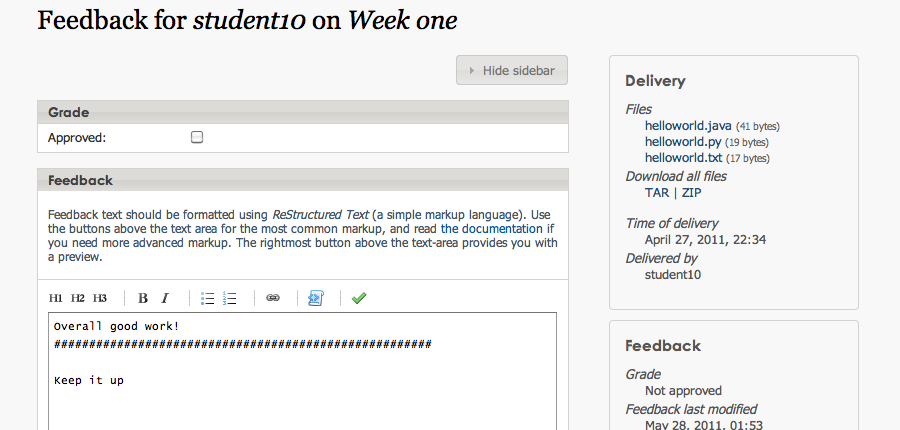 Feedback for student10 on Week one
Hide sidebar
Grade
Approved:
Feedback
Feedback text should be formatted using ReStructured Text (a simple markup language). Use
the buttons above the text area for the most common markup, and read the documentation if
you need more advanced markup. The rightmost button above the text-area provides you with
a preview.
H1 H2 H3 B I
Overall good work!
######################################################
Keep it up
Delivery
Files
helloworld.java (41 bytes)
helloworld.py (19 bytes)
helloworld.txt (17 bytes)
Download all files
TAR | ZIP
Time of delivery
April 27, 2011, 22:34
Delivered by
student10
Feedback
Grade
Not approved
Feedback last modified
May 28, 2011, 01:53